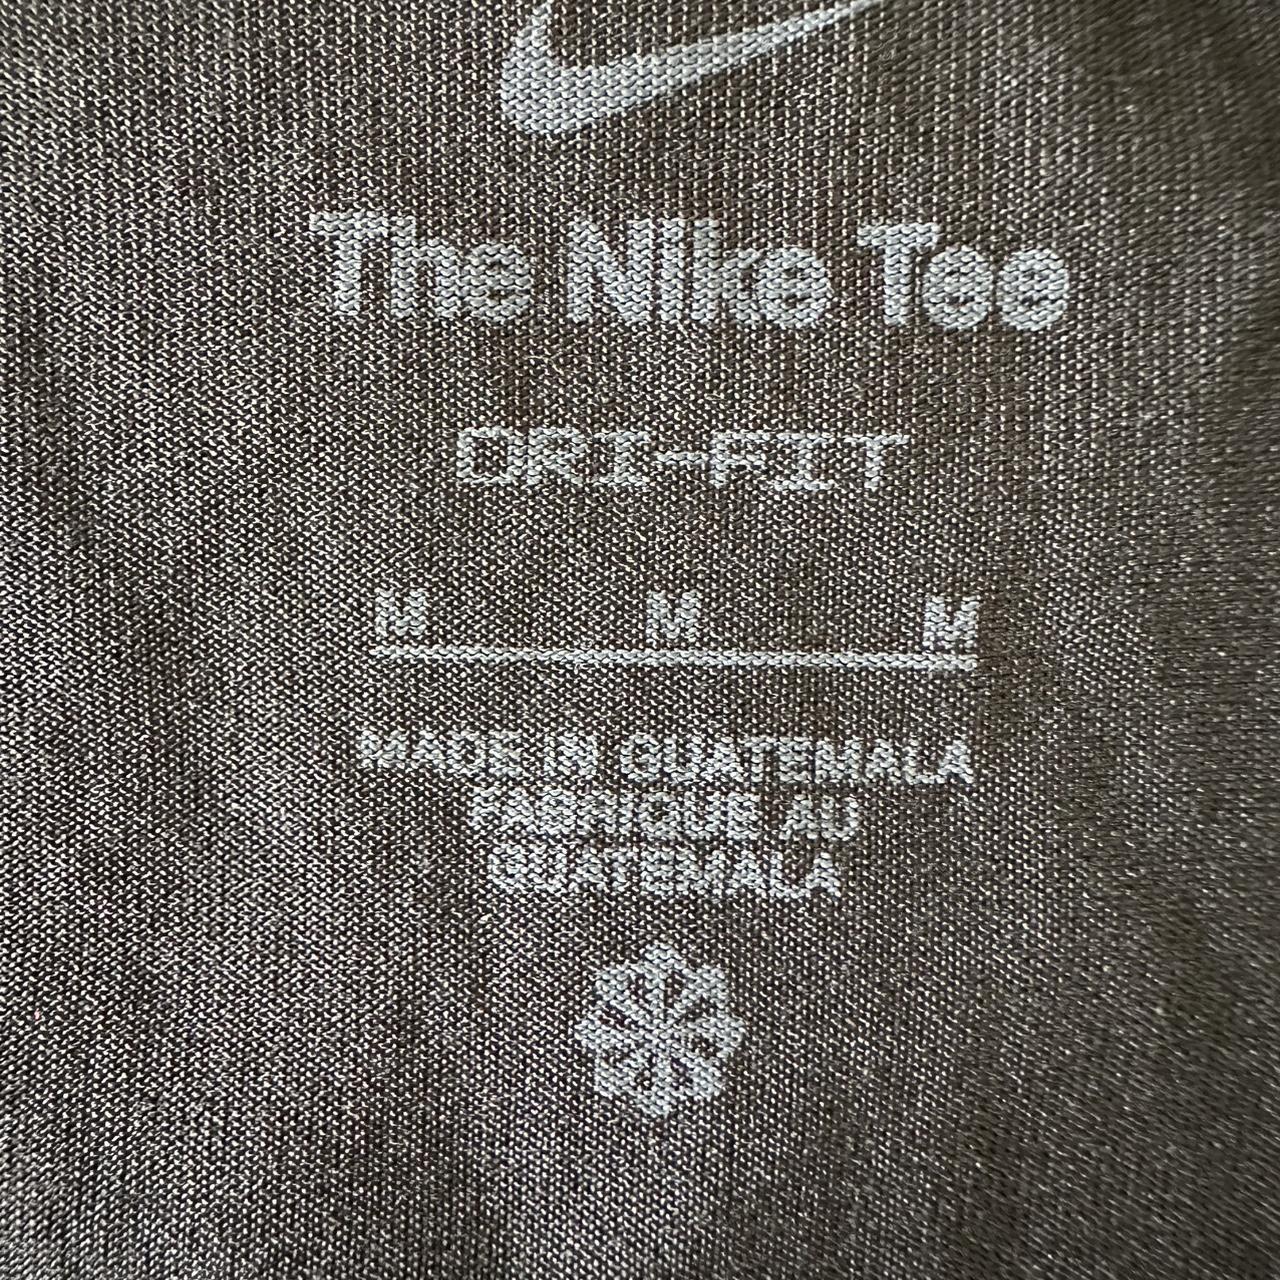 The Nike Tee
DRI-FIT
M M M
MADE IN GUATEMALA
FABRIQUE AU
GUATEMALA